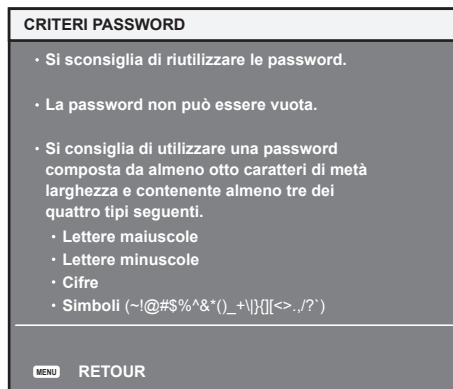 CRITERI PASSWORD
• Si sconsiglia di riutilizzare le password.
• La password non può essere vuota.
• Si consiglia di utilizzare una password
composta da almeno otto caratteri di metà
larghezza e contenente almeno tre dei
quattro tipi seguenti.
• Lettere maiuscole
• Lettere minuscole
• Cifre
• Simboli (~!@#$%^&*()_+\|}{][<>.,/?`)
MENU RETOUR